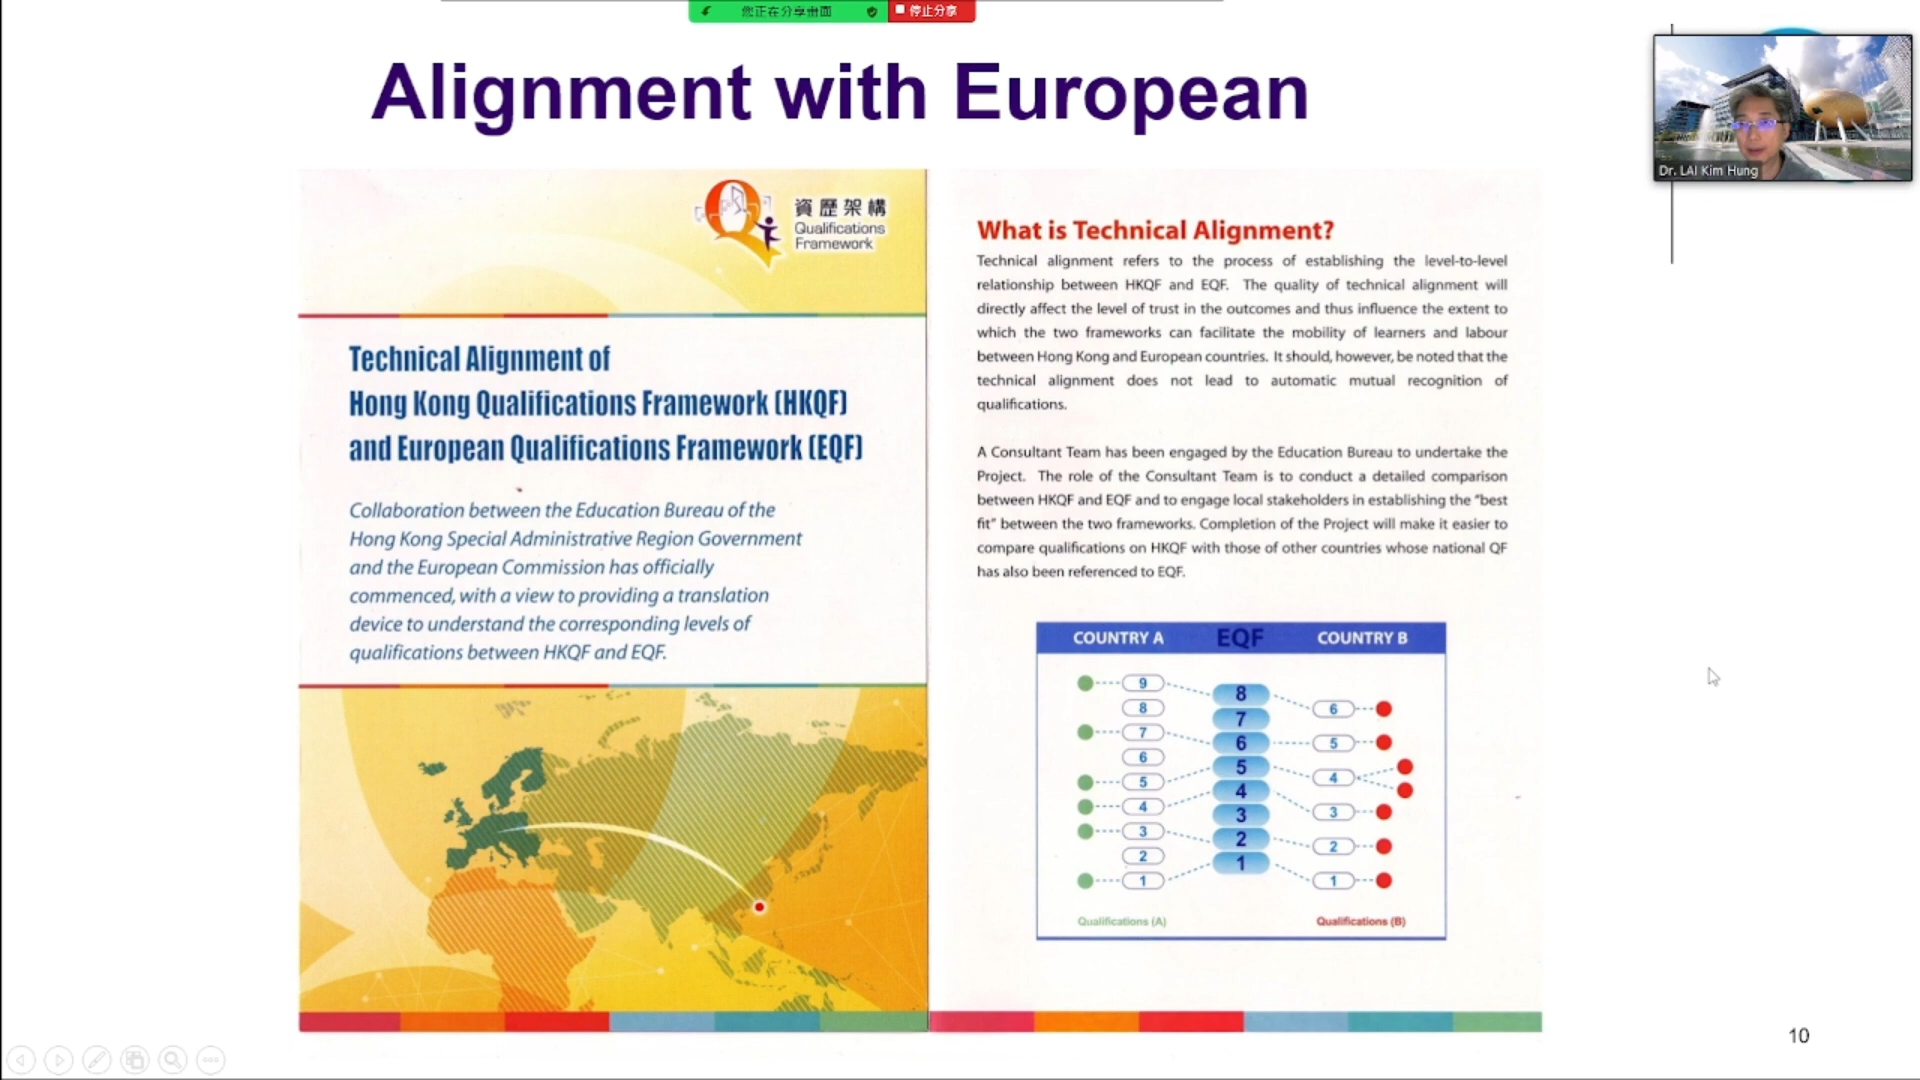 您正在分享畫面
停止分享
Alignment with European
Dr. LAI Kim Hung
資歷架構
Qualifications
Framework
Technical Alignment of
Hong Kong Qualifications Framework (HKQF)
and European Qualifications Framework (EQF)
Collaboration between the Education Bureau of the
Hong Kong Special Administrative Region Government
and the European Commission has officially
commenced, with a view to providing a translation
device to understand the corresponding levels of
qualifications between HKQF and EQF.
What is Technical Alignment?
Technical alignment refers to the process of establishing the level-to-level
relationship between HKQF and EQF. The quality of technical alignment will
directly affect the level of trust in the outcomes and thus influence the extent to
which the two frameworks can facilitate the mobility of learners and labour
between Hong Kong and European countries. It should, however, be noted that the
technical alignment does not lead to automatic mutual recognition of
qualifications.
A Consultant Team has been engaged by the Education Bureau to undertake the
Project. The role of the Consultant Team is to conduct a detailed comparison
between HKQF and EQF and to engage local stakeholders in establishing the "best
fit" between the two frameworks. Completion of the Project will make it easier to
compare qualifications on HKQF with those of other countries whose national QF
has also been referenced to EQF.
COUNTRY A EQF COUNTRY B
9
8
7
6
5
4
3
2
1
8
7
6
5
4
3
2
1
6
5
4
3
2
1
Qualifications (A)
Qualifications (B)
10